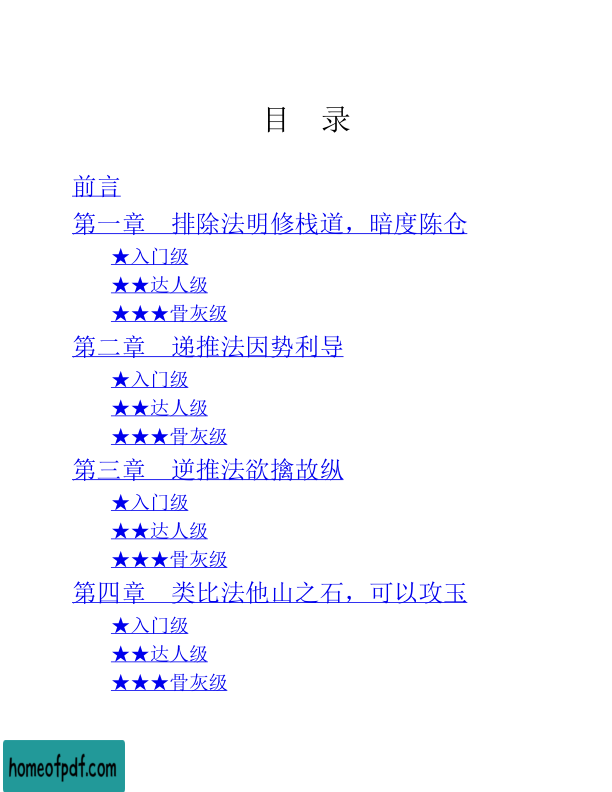 目 录
前言
第一章 排除法明修栈道，暗度陈仓
★入门级
★★达人级
★★★骨灰级
第二章 递推法因势利导
★入门级
★★达人级
★★★骨灰级
第三章 逆推法欲擒故纵
★入门级
★★达人级
★★★骨灰级
第四章 类比法他山之石，可以攻玉
★入门级
★★达人级
★★★骨灰级
homeofpdf.com